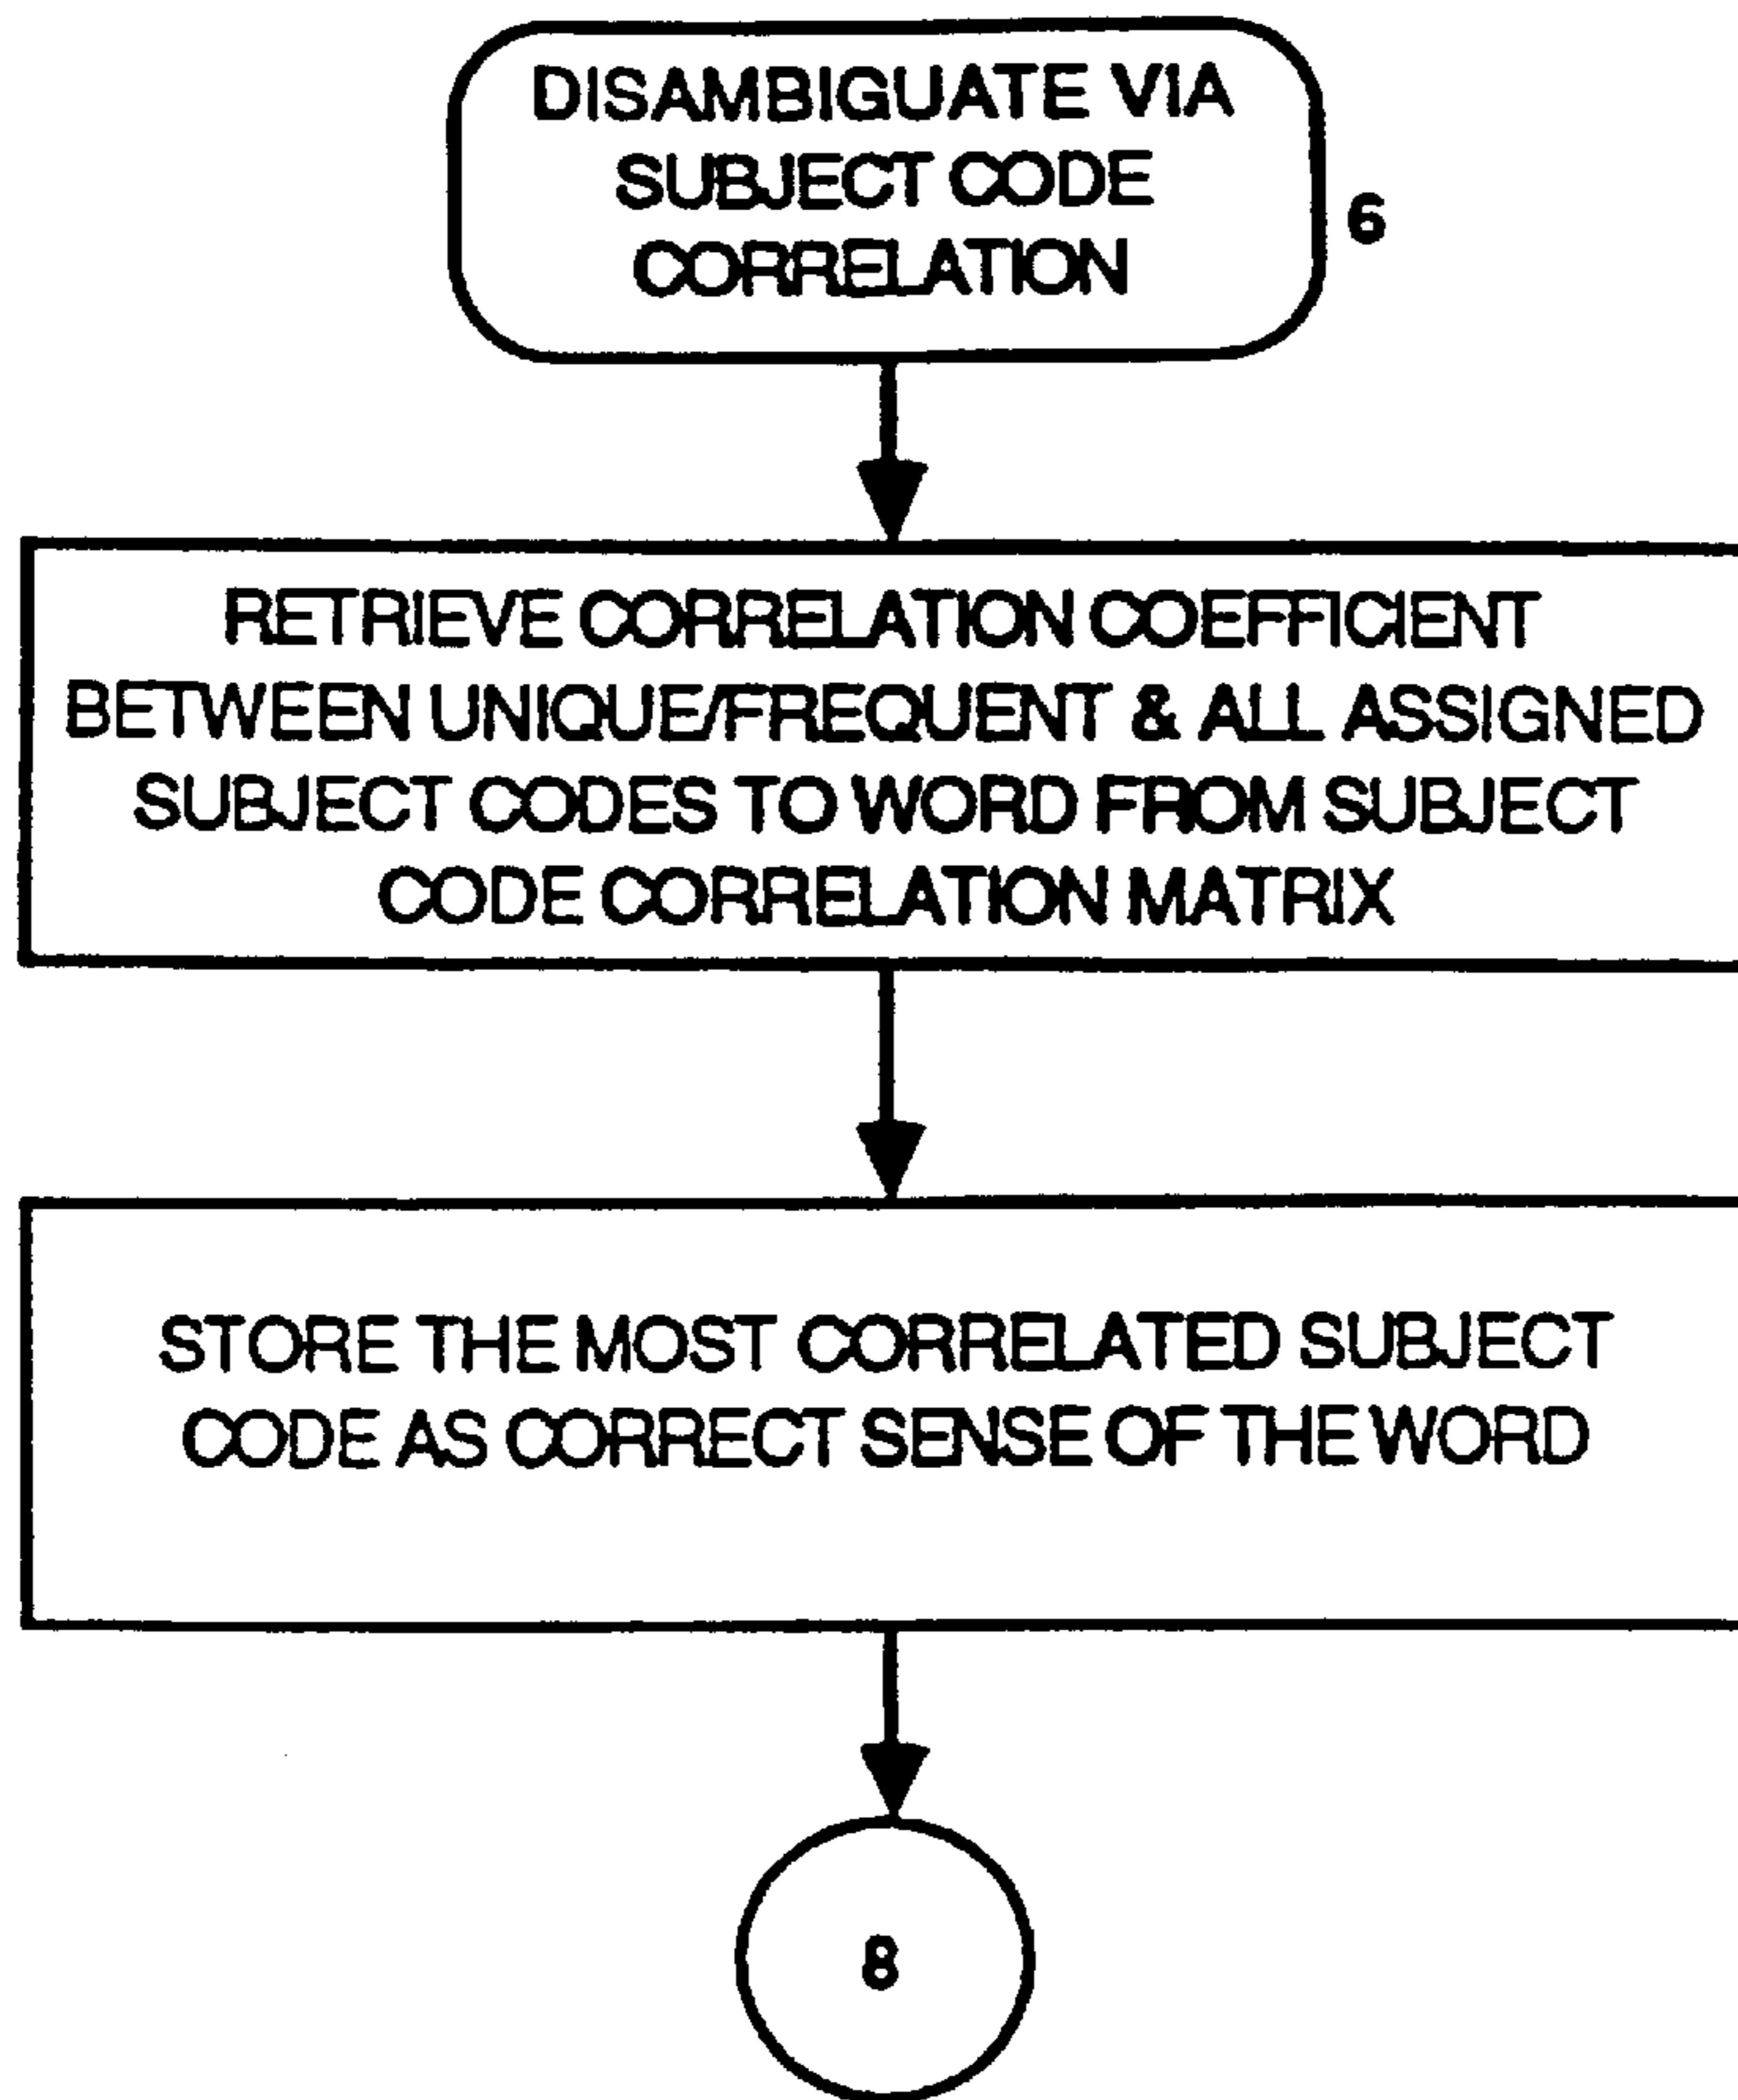 DISAMBIGUATE VIA
SUBJECT CODE
CORRELATION
6
RETRIEVE CORRELATION COEFFICIENT
BETWEEN UNIQUE/FREQUENT & ALL ASSIGNED
SUBJECT CODES TO WORD FROM SUBJECT
CODE CORRELATION MATRIX
STORE THE MOST CORRELATED SUBJECT
CODE AS CORRECT SENSE OF THE WORD
8